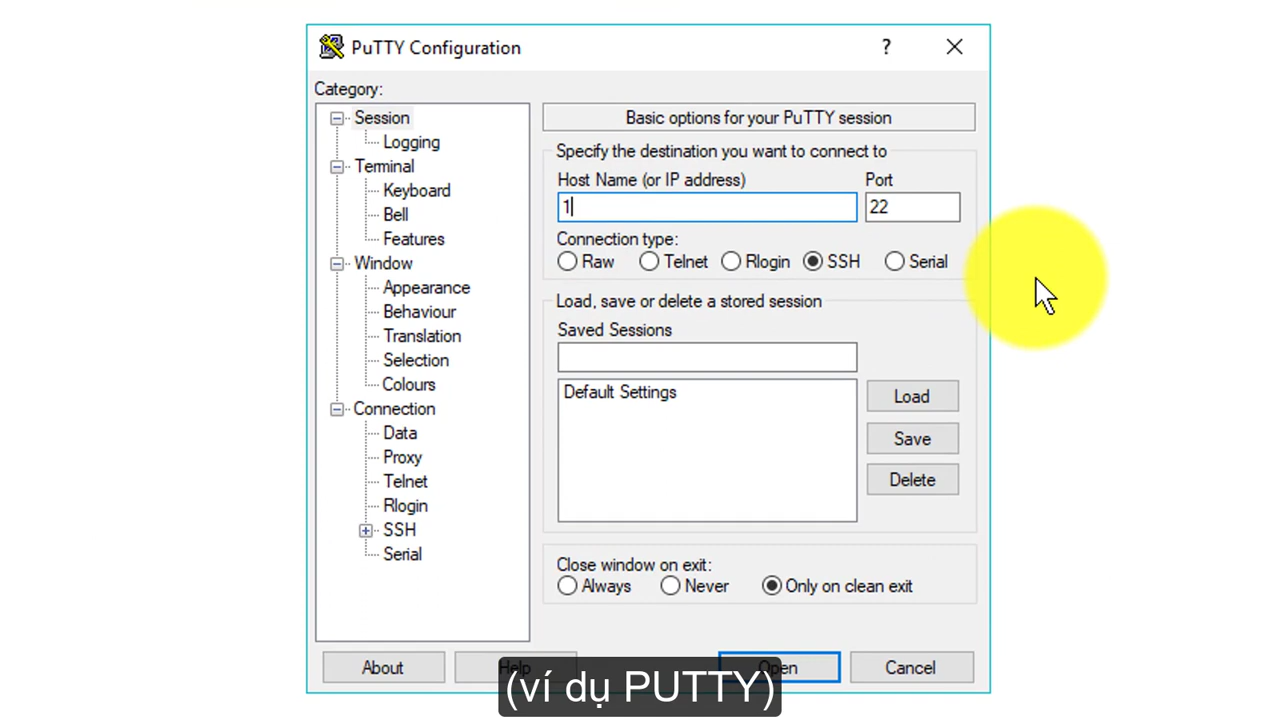 PuTTY Configuration
?
Category:
Session
Logging
Terminal
Keyboard
Bell
Features
Window
Appearance
Behaviour
Translation
Selection
Colours
Connection
Data
Proxy
Telnet
Rlogin
SSH
Serial
Basic options for your PuTTY session
Specify the destination you want to connect to
Host Name (or IP address) Port
1 22
Connection type:
Raw Telnet Rlogin SSH Serial
Load, save or delete a stored session
Saved Sessions
Default Settings
Load
Save
Delete
Close window on exit:
Always Never Only on clean exit
About Help Open Cancel
(ví dụ PUTTY)